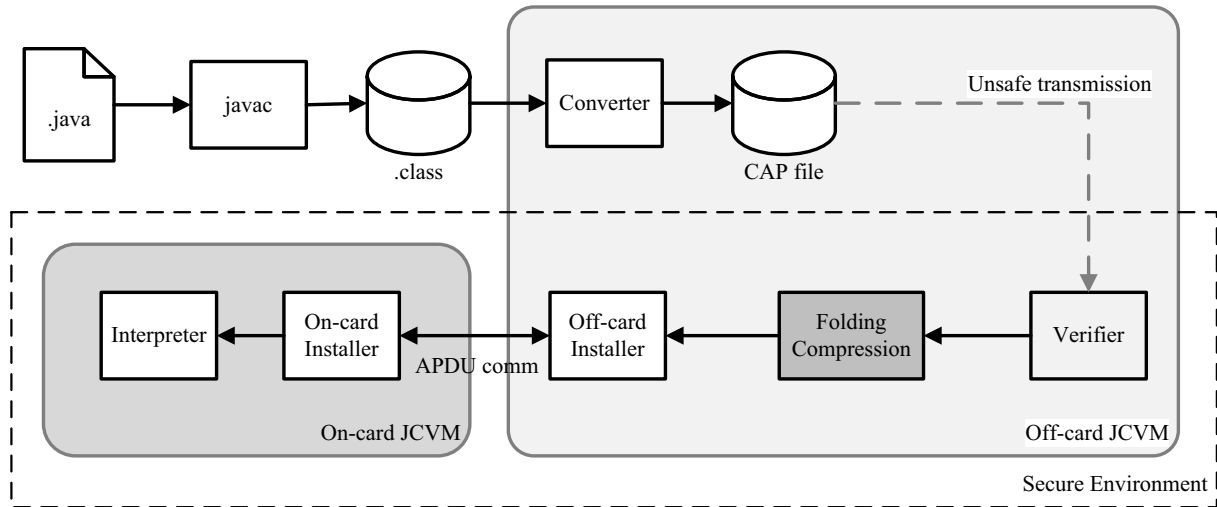 .java
javac
.class
Converter
CAP file
Unsafe transmission
Interpreter
On-card
Installer
APDU comm
Off-card
Installer
Folding
Compression
Verifier
On-card JCVM
Off-card JCVM
Secure Environment